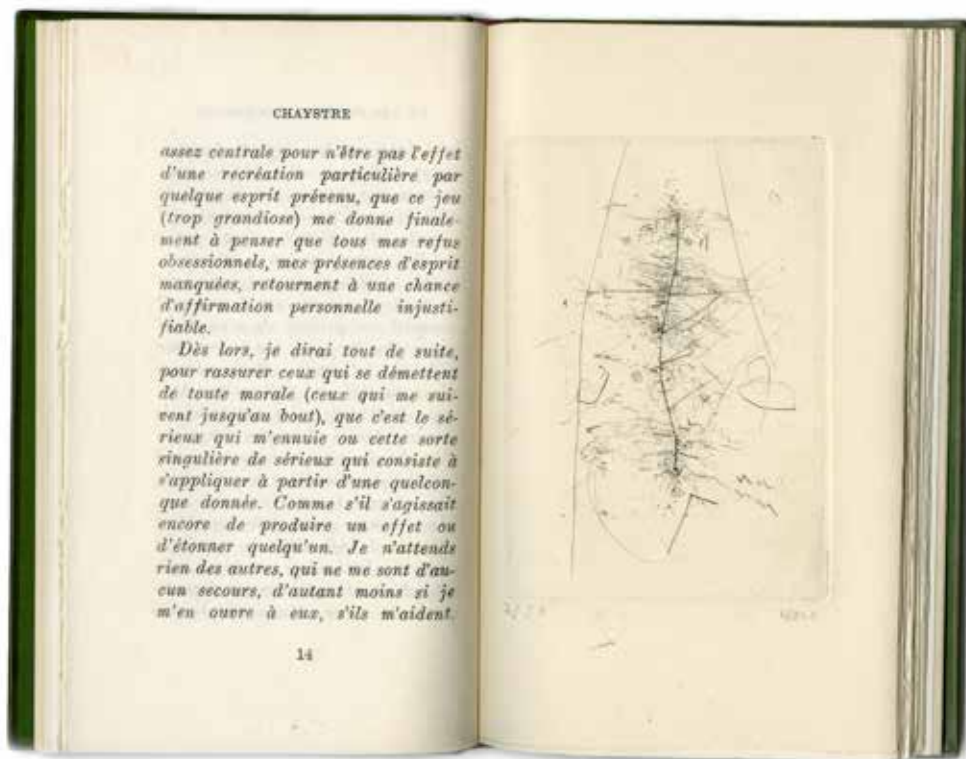 CHAYSTRE
assez centrale pour n'être pas l'effet
d'une recréation particulière par
quelque esprit prévenu, que ce jeu
(trop grandiose) me donne finale-
ment à penser que tous mes refus
obsessionnels, mes présences d'esprit
manquées, retournent à une chance
d'affirmation personnelle injusti-
fiable.
Dès lors, je dirai tout de suite,
pour rassurer ceux qui se démettent
de toute morale (ceux qui me sui-
vent jusqu'au bout), que c'est le sé-
rieux qui m'ennuie ou cette sorte
singulière de sérieux qui consiste à
s'appliquer à partir d'une quelcon-
que donnée. Comme s'il s'agissait
encore de produire un effet ou
d'étonner quelqu'un. Je n'attends
rien des autres, qui ne me sont d'au-
cun secours, d'autant moins si je
m'en ouvre à eux, s'ils m'aident.
14